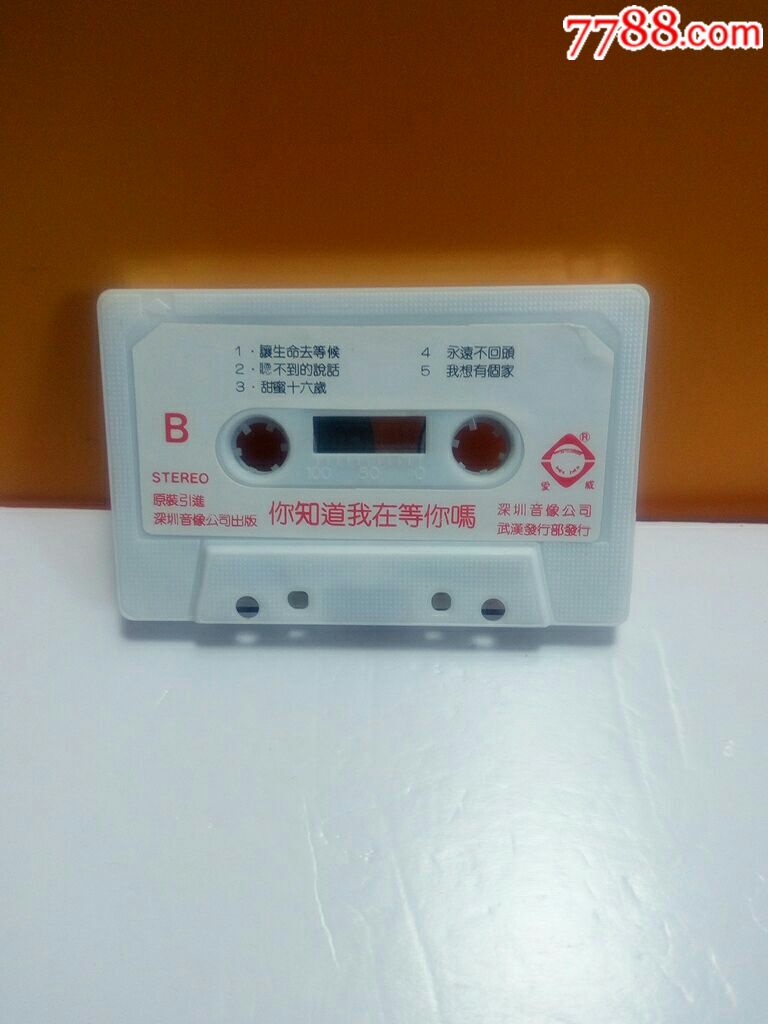 7788.com
1·讓生命去等候
2·聽不到的說話
3·甜蜜十六歲
4 永遠不回頭
5 我想有個家
B
STEREO
原裝引進
深圳音像公司出版
100 50 0
你知道我在等你嗎
®
愛 威
深圳音像公司
武漢發行部發行